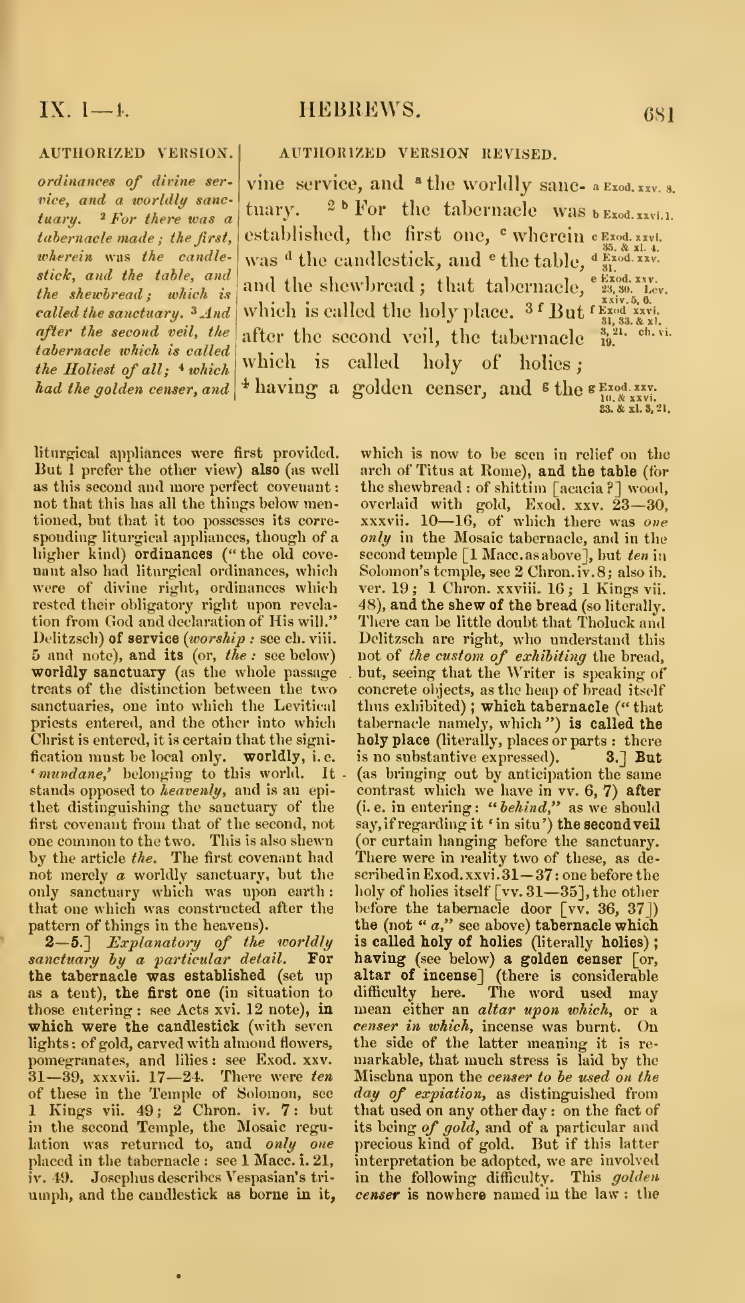 IX. 1—4.
HEBREWS.
681
AUTHORIZED VERSION.
ordinances of divine ser-
vice, and a worldly sanc-
tuary. 2 For there was a
tabernacle made; the first,
wherein was the candle-
stick, and the table, and
the shewbread; which is
called the sanctuary. 3 And
after the second veil, the
tabernacle which is called
the Holiest of all; 4 which
had the golden censer, and
AUTHORIZED VERSION REVISED.
vine service, and a the worldly sanc-
tuary. 2 b For the tabernacle was
established, the first one, c wherein
was d the candlestick, and e the table,
and the shewbread; that tabernacle,
which is called the holy place. 3 f But
after the second veil, the tabernacle
which is called holy of holies;
4 having a golden censer, and g the
a Exod. xxv. 8.
b Exod. xxvi. 1.
c Exod. xxvi.
35. & xl. 4.
d Exod. xxv.
31.
e Exod. xxv.
23, 30. Lev.
xxiv. 5, 6.
f Exod xxvi.
31, 33. & xl.
3, 21. ch. vi.
19.
g Exod. xxv.
10. & xxvi.
33. & xl. 3, 21.
liturgical appliances were first provided.
But I prefer the other view) also (as well
as this second and more perfect covenant:
not that this has all the things below men-
tioned, but that it too possesses its corre-
sponding liturgical appliances, though of a
higher kind) ordinances (“the old cove-
nant also had liturgical ordinances, which
were of divine right, ordinances which
rested their obligatory right upon revela-
tion from God and declaration of His will.”
Delitzsch) of service (worship: see ch. viii.
5 and note), and its (or, the: see below)
worldly sanctuary (as the whole passage
treats of the distinction between the two
sanctuaries, one into which the Levitical
priests entered, and the other into which
Christ is entered, it is certain that the signi-
fication must be local only. worldly, i. e.
‘mundane,’ belonging to this world. It
stands opposed to heavenly, and is an epi-
thet distinguishing the sanctuary of the
first covenant from that of the second, not
one common to the two. This is also shewn
by the article the. The first covenant had
not merely a worldly sanctuary, but the
only sanctuary which was upon earth:
that one which was constructed after the
pattern of things in the heavens).
2—5.] Explanatory of the worldly
sanctuary by a particular detail. For
the tabernacle was established (set up
as a tent), the first one (in situation to
those entering: see Acts xvi. 12 note), in
which were the candlestick (with seven
lights: of gold, carved with almond flowers,
pomegranates, and lilies: see Exod. xxv.
31—39, xxxvii. 17—24. There were ten
of these in the Temple of Solomon, see
1 Kings vii. 49; 2 Chron. iv. 7: but
in the second Temple, the Mosaic regu-
lation was returned to, and only one
placed in the tabernacle: see 1 Macc. i. 21,
iv. 49. Josephus describes Vespasian's tri-
umph, and the candlestick as borne in it,
which is now to be seen in relief on the
arch of Titus at Rome), and the table (for
the shewbread: of shittim [acacia?] wood,
overlaid with gold, Exod. xxv. 23—30,
xxxvii. 10—16, of which there was one
only in the Mosaic tabernacle, and in the
second temple [1 Macc. as above], but ten in
Solomon's temple, see 2 Chron. iv. 8; also ib.
ver. 19; 1 Chron. xxviii. 16; 1 Kings vii.
48), and the shew of the bread (so literally.
There can be little doubt that Tholuck and
Delitzsch are right, who understand this
not of the custom of exhibiting the bread,
but, seeing that the Writer is speaking of
concrete objects, as the heap of bread itself
thus exhibited); which tabernacle (“that
tabernacle namely, which”) is called the
holy place (literally, places or parts: there
is no substantive expressed). 3.] But
(as bringing out by anticipation the same
contrast which we have in vv. 6, 7) after
(i. e. in entering: “behind,” as we should
say, if regarding it ‘in situ’) the second veil
(or curtain hanging before the sanctuary.
There were in reality two of these, as de-
scribed in Exod. xxvi. 31—37: one before the
holy of holies itself [vv. 31—35], the other
before the tabernacle door [vv. 36, 37])
the (not “a,” see above) tabernacle which
is called holy of holies (literally holies);
having (see below) a golden censer [or,
altar of incense] (there is considerable
difficulty here. The word used may
mean either an altar upon which, or a
censer in which, incense was burnt. On
the side of the latter meaning it is re-
markable, that much stress is laid by the
Mischna upon the censer to be used on the
day of expiation, as distinguished from
that used on any other day: on the fact of
its being of gold, and of a particular and
precious kind of gold. But if this latter
interpretation be adopted, we are involved
in the following difficulty. This golden
censer is nowhere named in the law: the